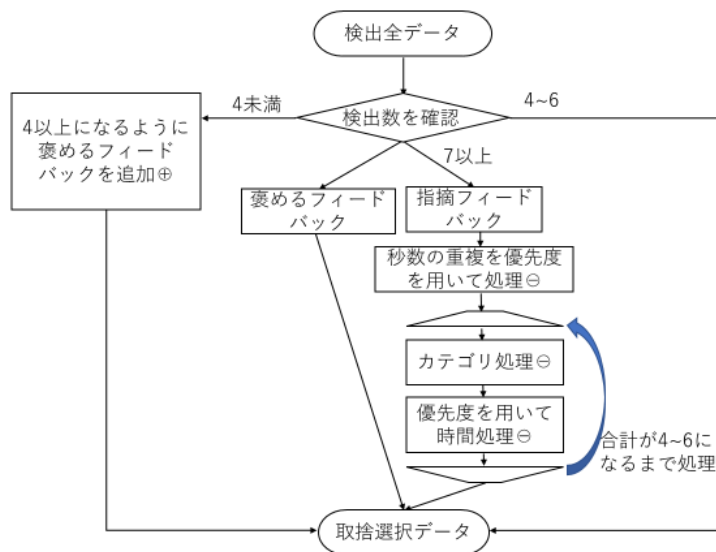 検出全データ
4未満
検出数を確認
4~6
4以上になるように
褒めるフィード
バックを追加⊕
7以上
褒めるフィード
バック
指摘フィード
バック
秒数の重複を優先度
を用いて処理⊖
カテゴリ処理⊖
優先度を用いて
時間処理⊖
合計が4~6に
なるまで処理
取捨選択データ